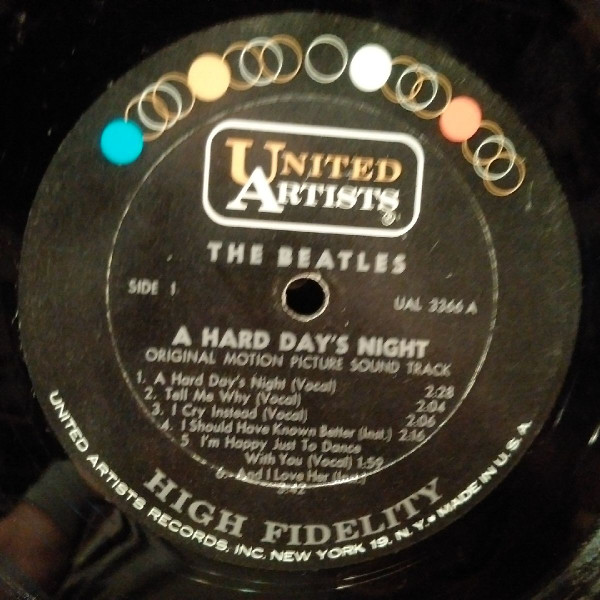 UNITED
ARTISTS
THE BEATLES
SIDE 1
UAL 3366 A
A HARD DAY'S NIGHT
ORIGINAL MOTION PICTURE SOUND TRACK
1. A Hard Day's Night (Vocal) 2:28
2. Tell Me Why (Vocal) 2:04
3. I Cry Instead (Vocal) 2:06
4. I Should Have Known Better (Inst.) 2:16
5 I'm Happy Just To Dance
With You (Vocal) 1:59
6. And I Love Her (Inst.)
3:42
HIGH FIDELITY
UNITED ARTISTS RECORDS, INC. NEW YORK 19, N.Y. • MADE IN U.S.A.